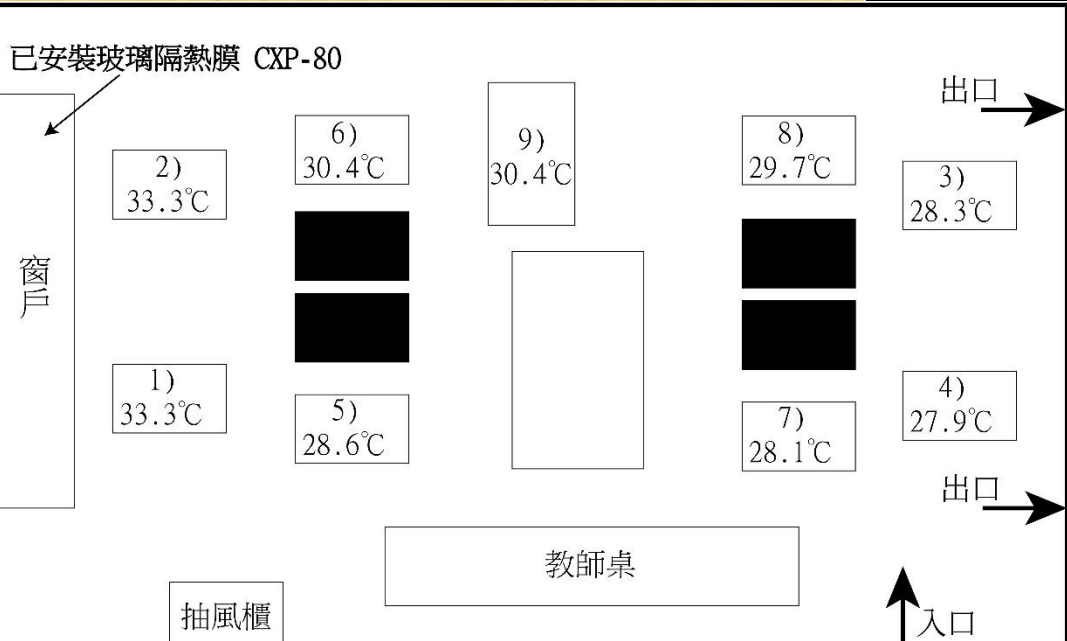 已安裝玻璃隔熱膜 CXP-80
出口
6)
30.4℃
9)
30.4℃
8)
29.7℃
2)
33.3℃
3)
28.3℃
窗戶
1)
33.3℃
5)
28.6℃
7)
28.1℃
4)
27.9℃
出口
教師桌
抽風櫃
入口